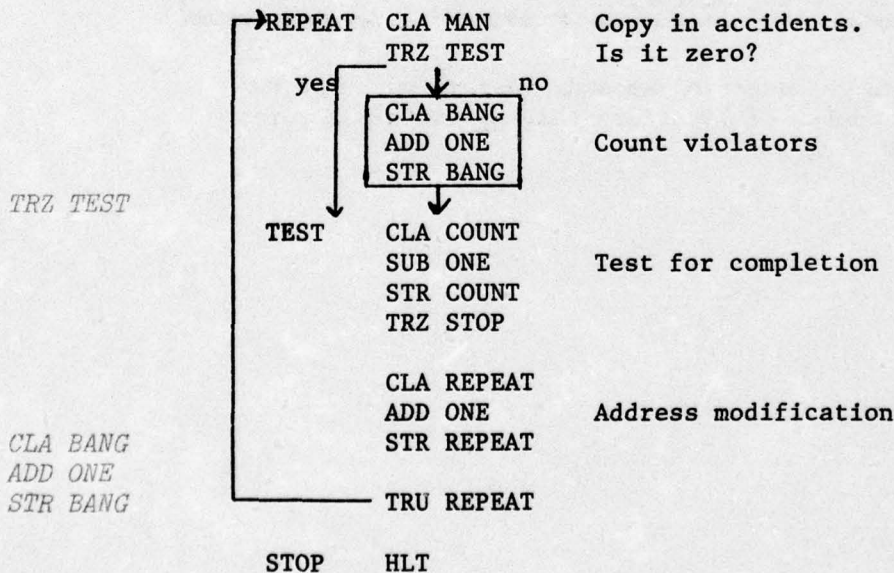 REPEAT CLA MAN Copy in accidents.
TRZ TEST Is it zero?
yes no
CLA BANG
ADD ONE Count violators
STR BANG
TRZ TEST
TEST CLA COUNT
SUB ONE Test for completion
STR COUNT
TRZ STOP
CLA REPEAT
ADD ONE Address modification
STR REPEAT
CLA BANG
ADD ONE
STR BANG
TRU REPEAT
STOP HLT